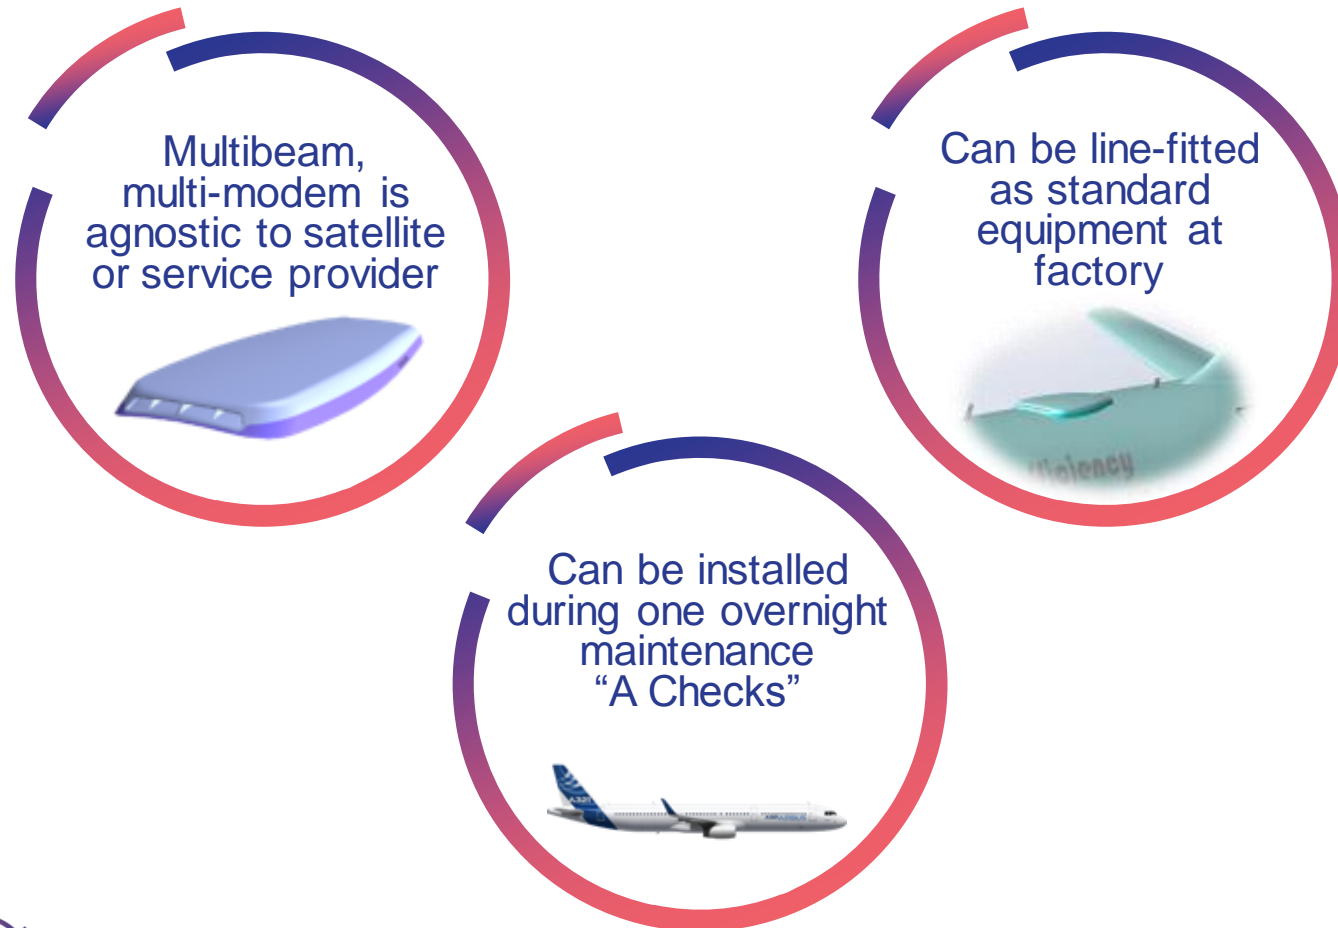 Multibeam,
multi-modem is
agnostic to satellite
or service provider
Can be line-fitted
as standard
equipment at
factory
Can be installed
during one overnight
maintenance
“A Checks”